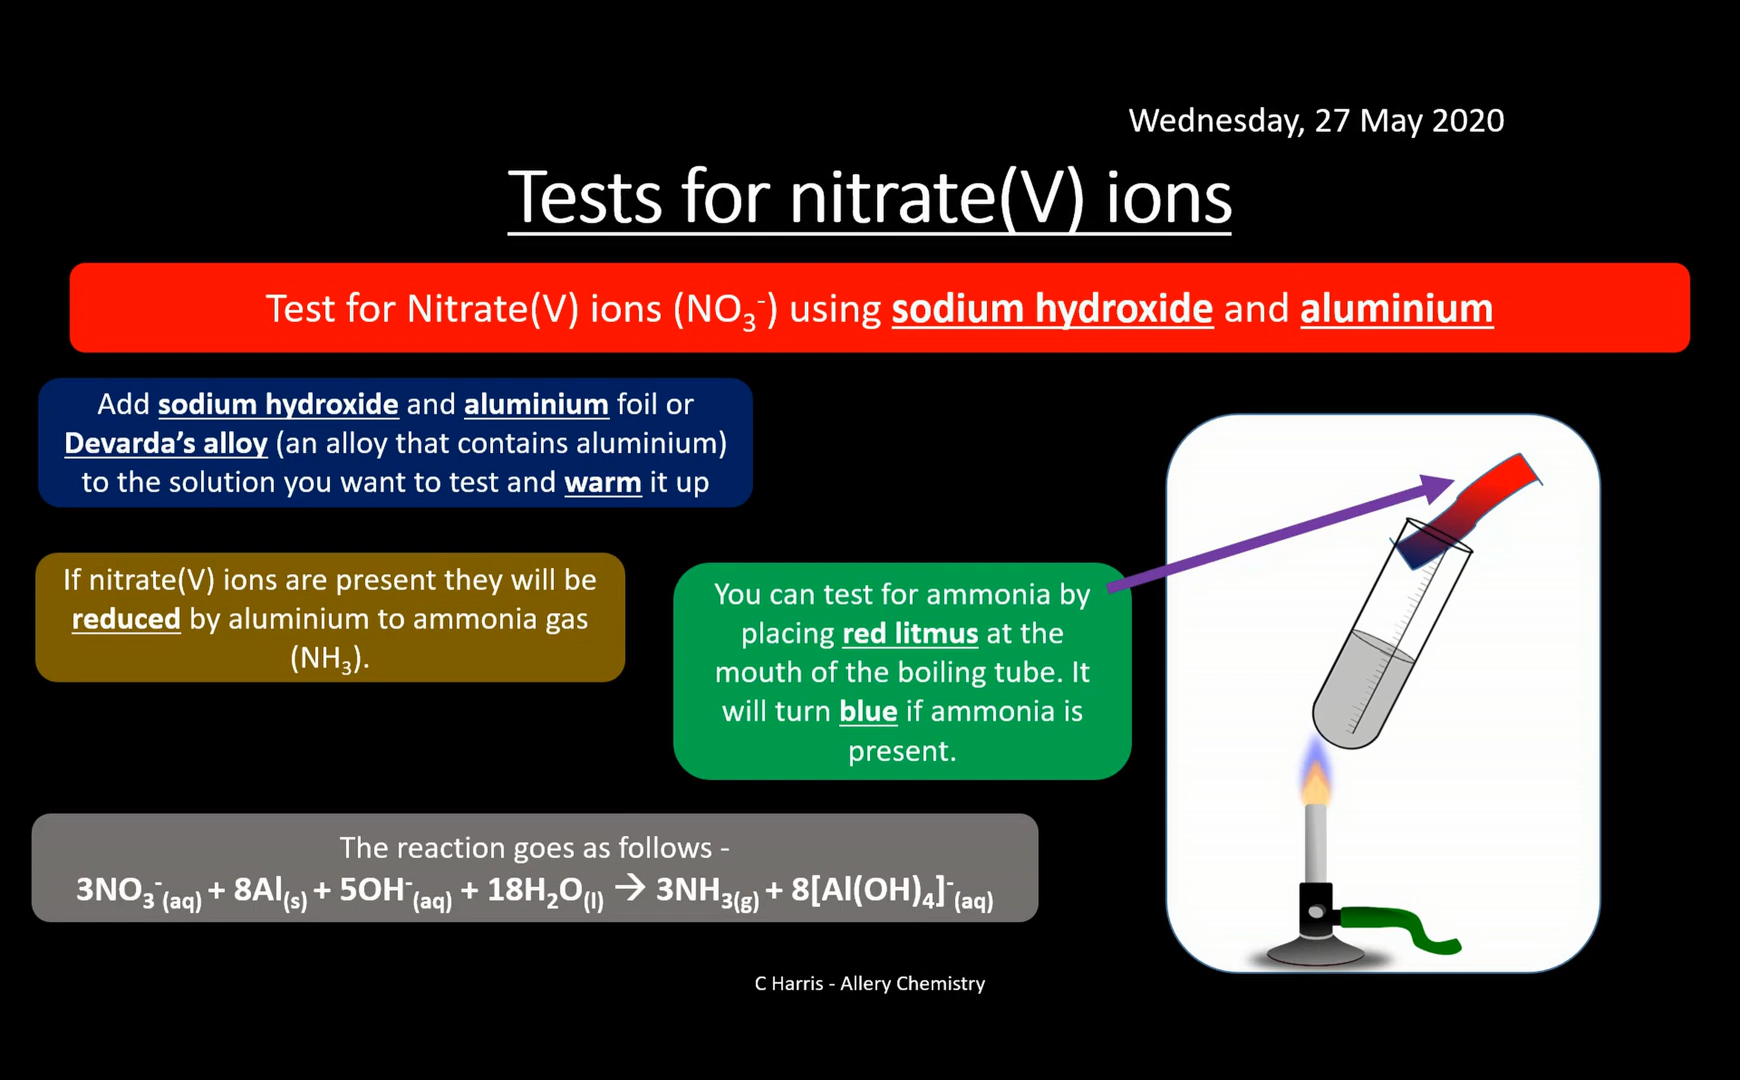 Wednesday, 27 May 2020
Tests for nitrate(V) ions
Test for Nitrate(V) ions (NO₃⁻) using sodium hydroxide and aluminium
Add sodium hydroxide and aluminium foil or
Devarda’s alloy (an alloy that contains aluminium)
to the solution you want to test and warm it up
If nitrate(V) ions are present they will be
reduced by aluminium to ammonia gas
(NH₃).
You can test for ammonia by
placing red litmus at the
mouth of the boiling tube. It
will turn blue if ammonia is
present.
The reaction goes as follows -
3NO₃⁻(aq) + 8Al(s) + 5OH⁻(aq) + 18H₂O(l) → 3NH₃(g) + 8[Al(OH)₄]⁻(aq)
C Harris - Allery Chemistry